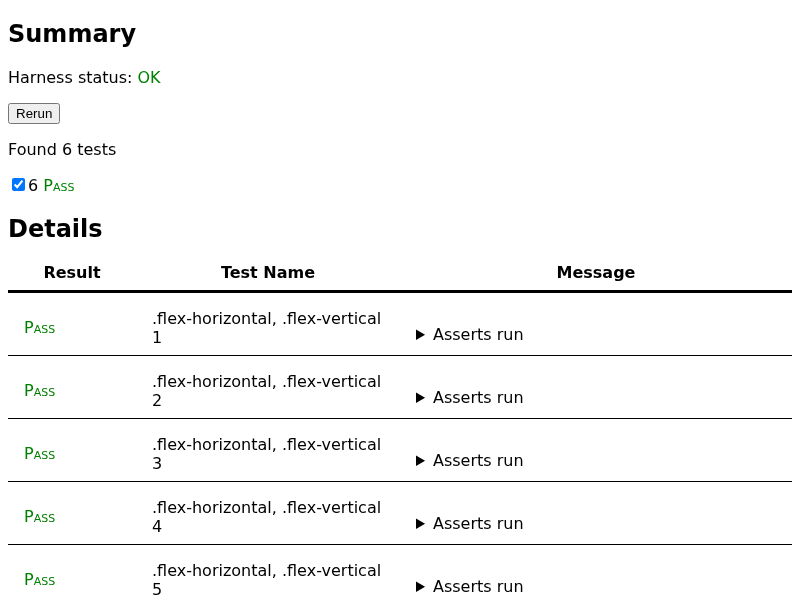 Summary
Harness status: OK
Rerun
Found 6 tests
6 Pass
Details
Result Test Name Message
Pass .flex-horizontal, .flex-vertical 1 Asserts run
Pass .flex-horizontal, .flex-vertical 2 Asserts run
Pass .flex-horizontal, .flex-vertical 3 Asserts run
Pass .flex-horizontal, .flex-vertical 4 Asserts run
Pass .flex-horizontal, .flex-vertical 5 Asserts run